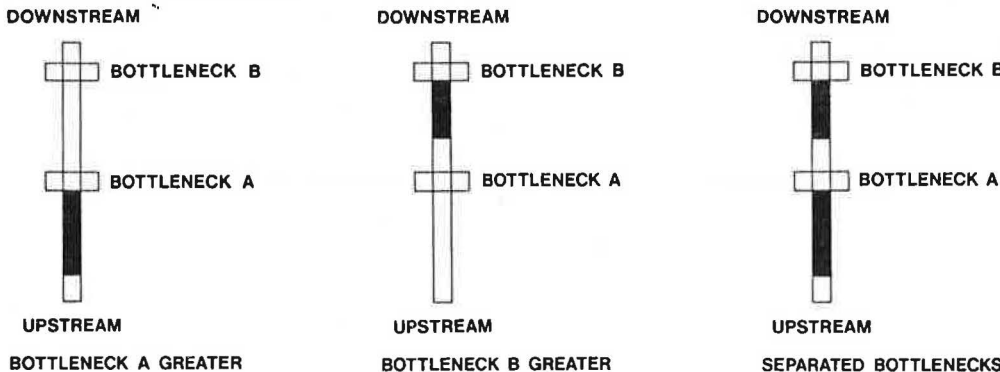 DOWNSTREAM
BOTTLENECK B
BOTTLENECK A
UPSTREAM
BOTTLENECK A GREATER
DOWNSTREAM
BOTTLENECK B
BOTTLENECK A
UPSTREAM
BOTTLENECK B GREATER
DOWNSTREAM
BOTTLENECK B
BOTTLENECK A
UPSTREAM
SEPARATED BOTTLENECKS